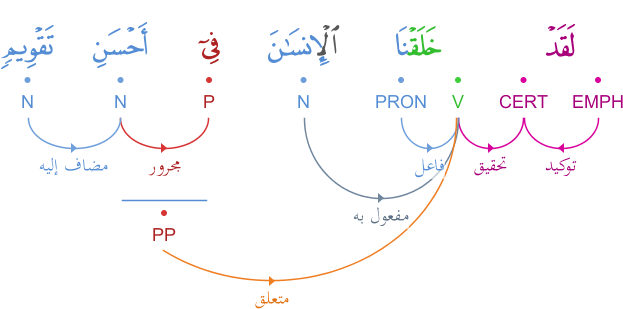 لَقَدْ خَلَقْنَا ٱلْإِنسَـٰنَ فِىٓ أَحْسَنِ تَقْوِيمٍ
EMPH CERT V PRON N P N N
توكيد تحقيق فاعل مجرور مضاف إليه
مفعول به
PP
متعلق